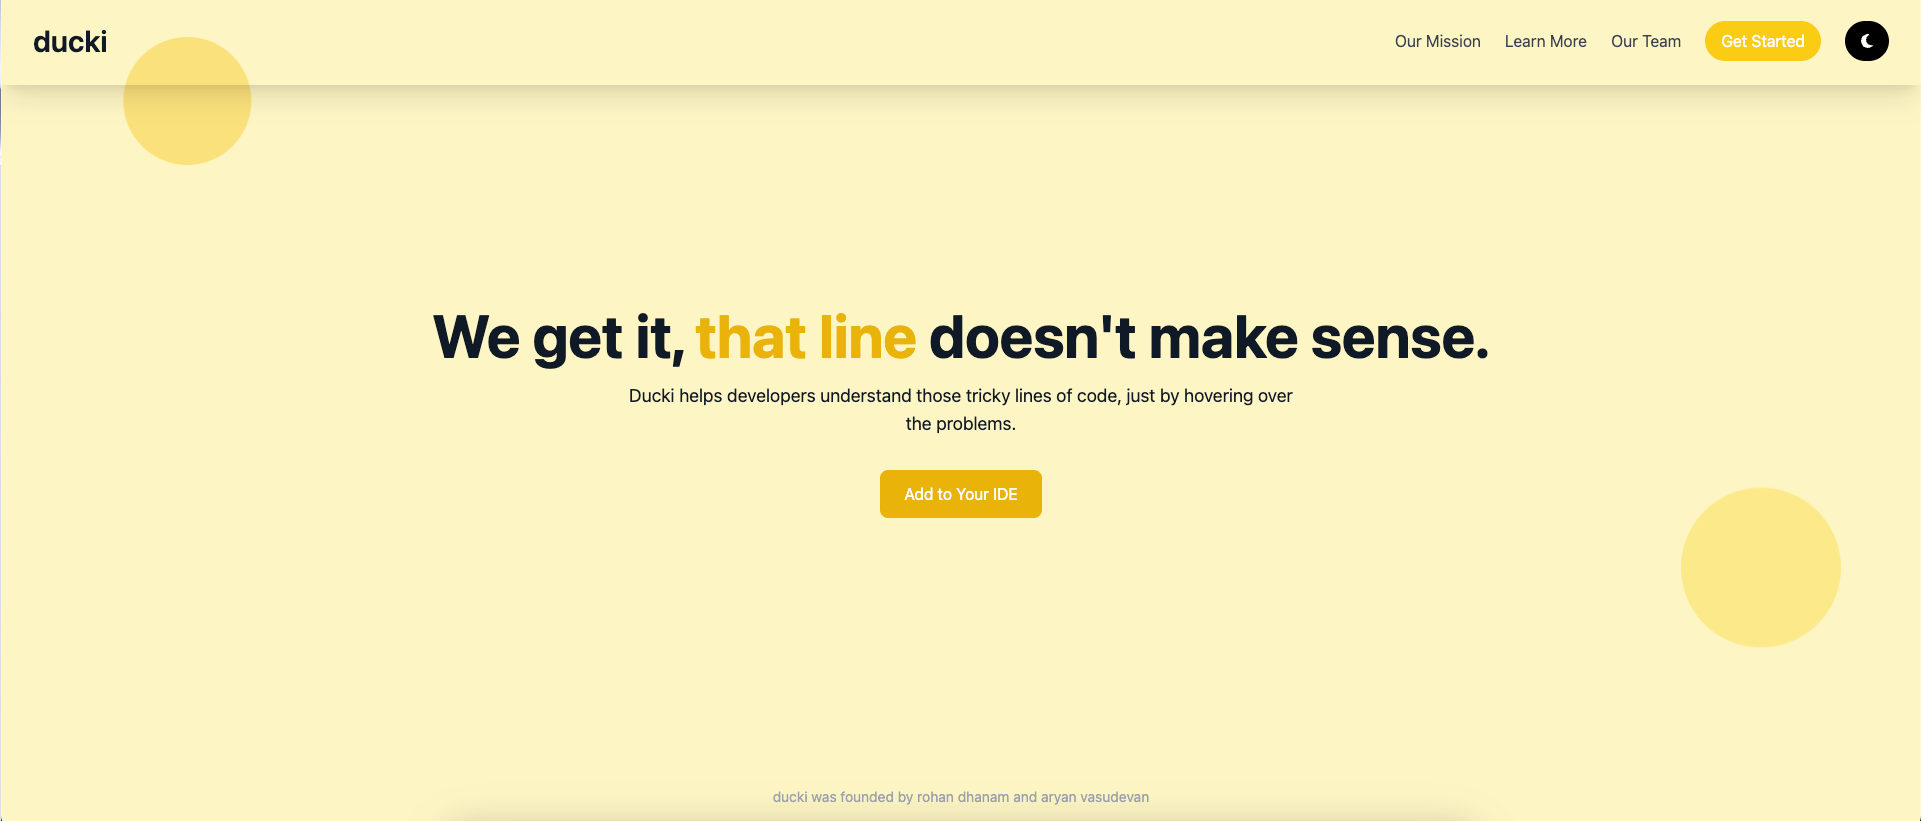 ducki
Our Mission
Learn More
Our Team
Get Started
We get it, that line doesn't make sense.
Ducki helps developers understand those tricky lines of code, just by hovering over
the problems.
Add to Your IDE
ducki was founded by rohan dhanam and aryan vasudevan